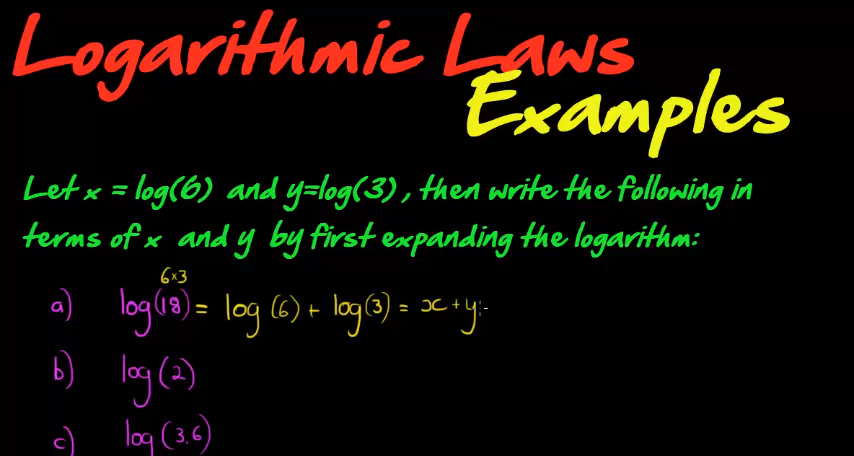 Logarithmic Laws
Examples
Let x = log(6) and y=log(3), then write the following in
terms of x and y by first expanding the logarithm:
6×3
a) log(18) = log(6) + log(3) = x + y
b) log(2)
c) log(3.6)